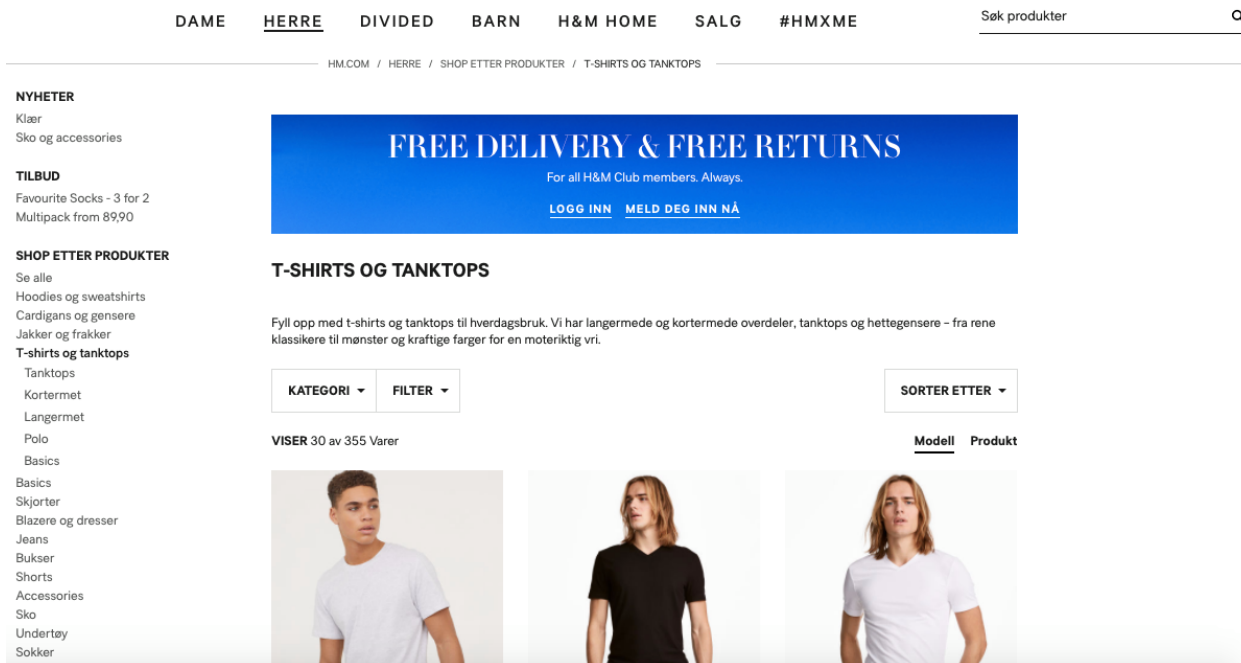 DAME HERRE DIVIDED BARN H&M HOME SALG #HMXME Søk produkter
HM.COM / HERRE / SHOP ETTER PRODUKTER / T-SHIRTS OG TANKTOPS
NYHETER
Klær
Sko og accessories
TILBUD
Favourite Socks - 3 for 2
Multipack from 89,90
SHOP ETTER PRODUKTER
Se alle
Hoodies og sweatshirts
Cardigans og gensere
Jakker og frakker
T-shirts og tanktops
Tanktops
Kortermet
Langermet
Polo
Basics
Basics
Skjorter
Blazere og dresser
Jeans
Bukser
Shorts
Accessories
Sko
Undertøy
Sokker
FREE DELIVERY & FREE RETURNS
For all H&M Club members. Always.
LOGG INN MELD DEG INN NÅ
T-SHIRTS OG TANKTOPS
Fyll opp med t-shirts og tanktops til hverdagsbruk. Vi har langermede og kortermede overdeler, tanktops og hettegensere – fra rene
klassikere til mønster og kraftige farger for en moteriktig vri.
KATEGORI FILTER SORTER ETTER
VISER 30 av 355 Varer Modell Produkt